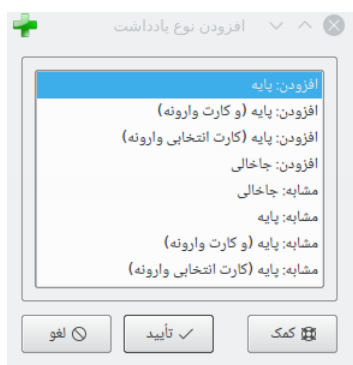 افزودن نوع یادداشت
افزودن: پایه
افزودن: پایه (و کارت وارونه)
افزودن: پایه (کارت انتخابی وارونه)
افزودن: جاخالی
مشابه: جاخالی
مشابه: پایه
مشابه: پایه (و کارت وارونه)
مشابه: پایه (کارت انتخابی وارونه)
کمک
تأیید
لغو